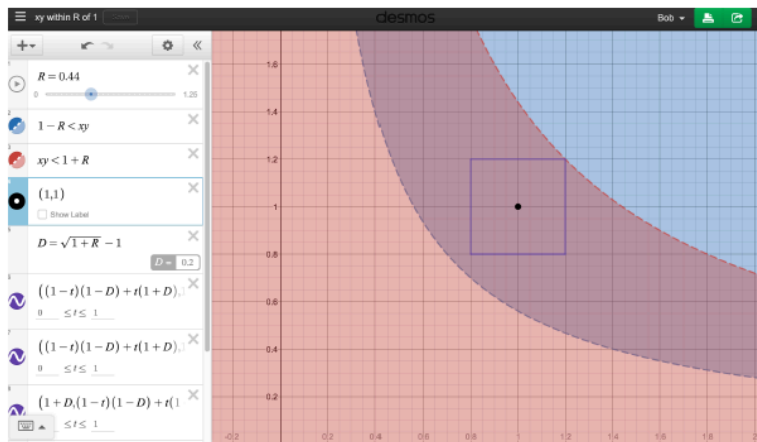 xy within R of 1
desmos
Bob
R = 0.44
0 1.25
1 − R < xy
xy < 1 + R
(1,1)
Show Label
D = √1 + R − 1
D = 0.2
((1 − t)(1 − D) + t(1 + D),
0 ≤ t ≤ 1
((1 − t)(1 − D) + t(1 + D),
0 ≤ t ≤ 1
(1 + D,(1 − t)(1 − D) + t(1
≤ t ≤ 1
1.6
1.4
1.2
1
0.8
0.6
0.4
0.2
-0.2 0 0.2 0.4 0.6 0.8 1 1.2 1.4 1.6 1.8 2